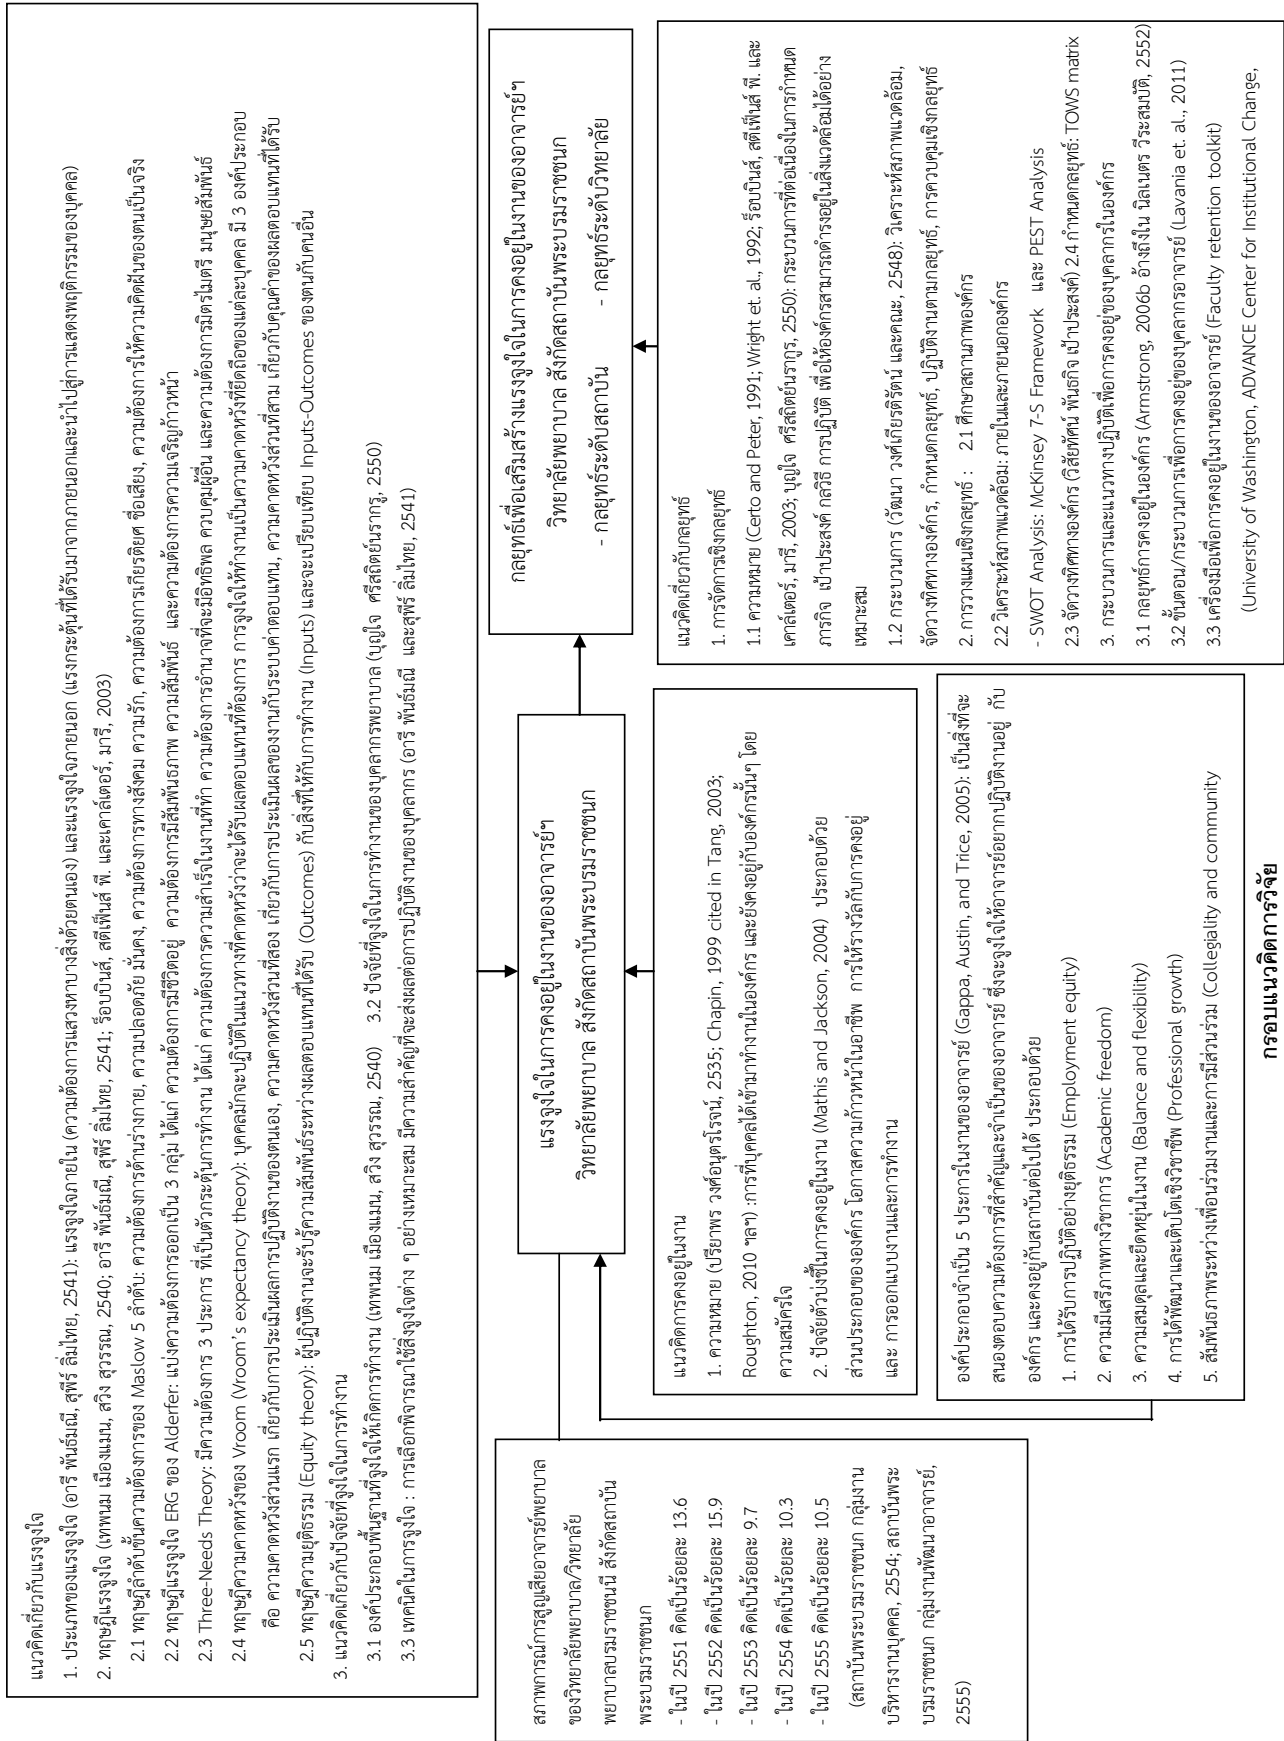 แนวคิดเกี่ยวกับแรงจูงใจ
1. ประเภทของแรงจูงใจ (อารี พันธ์มณี, สุพีร์ ลิ่มไทย, 2541): แรงจูงใจภายใน (ความต้องการแสวงหาบางสิ่งด้วยตนเอง) และแรงจูงใจภายนอก (แรงกระตุ้นที่ได้รับมาจากภายนอกและนำไปสู่การแสดงพฤติกรรมของบุคคล)
2. ทฤษฎีแรงจูงใจ (เทพนม เมืองแมน, สวิง สุวรรณ, 2540; อารี พันธ์มณี, สุพีร์ ลิ่มไทย, 2541; ร็อบบินส์, สตีเฟ็นส์ พี. และเคาล์เตอร์, มารี, 2003)
2.1 ทฤษฎีลำดับขั้นความต้องการของ Maslow 5 ลำดับ: ความต้องการด้านร่างกาย, ความปลอดภัย มั่นคง, ความต้องการทางสังคม ความรัก, ความต้องการเกียรติยศ ชื่อเสียง, ความต้องการให้ความคิดฝันของตนเป็นจริง
2.2 ทฤษฎีแรงจูงใจ ERG ของ Alderfer: แบ่งความต้องการออกเป็น 3 กลุ่ม ได้แก่ ความต้องการมีชีวิตอยู่ ความต้องการมีสัมพันธภาพ ความสัมพันธ์ และความต้องการความเจริญก้าวหน้า
2.3 Three-Needs Theory: มีความต้องการ 3 ประการ ที่เป็นตัวกระตุ้นการทำงาน ได้แก่ ความต้องการความสำเร็จในงานที่ทำ ความต้องการอำนาจที่จะมีอิทธิพล ควบคุมผู้อื่น และความต้องการมิตรไมตรี มนุษยสัมพันธ์
2.4 ทฤษฎีความคาดหวังของ Vroom (Vroom's expectancy theory): บุคคลมักจะปฏิบัติในแนวทางที่คาดหวังว่าจะได้รับผลตอบแทนที่ต้องการ การจูงใจให้ทำงานเป็นความคาดหวังที่ยึดถือของแต่ละบุคคล มี 3 องค์ประกอบ
คือ ความคาดหวังส่วนแรก เกี่ยวกับการประเมินผลการปฏิบัติงานของตนเอง, ความคาดหวังส่วนที่สอง เกี่ยวกับการประเมินผลของงานกับระบบค่าตอบแทน, ความคาดหวังส่วนที่สาม เกี่ยวกับคุณค่าของผลตอบแทนที่ได้รับ
2.5 ทฤษฎีความยุติธรรม (Equity theory): ผู้ปฏิบัติงานจะรับรู้ความสัมพันธ์ระหว่างผลตอบแทนที่ได้รับ (Outcomes) กับสิ่งที่ให้กับการทำงาน (Inputs) และจะเปรียบเทียบ Inputs-Outcomes ของตนกับคนอื่น
3. แนวคิดเกี่ยวกับปัจจัยที่จูงใจในการทำงาน
3.1 องค์ประกอบพื้นฐานที่จูงใจให้เกิดการทำงาน (เทพนม เมืองแมน, สวิง สุวรรณ, 2540) 3.2 ปัจจัยที่จูงใจในการทำงานของบุคลากรพยาบาล (บุญใจ ศรีสถิตย์นรากูร, 2550)
3.3 เทคนิคในการจูงใจ : การเลือกพิจารณาใช้สิ่งจูงใจต่าง ๆ อย่างเหมาะสม มีความสำคัญที่จะส่งผลต่อการปฏิบัติงานของบุคลากร (อารี พันธ์มณี และสุพีร์ ลิ่มไทย, 2541)
สภาพการณ์การสูญเสียอาจารย์พยาบาล
ของวิทยาลัยพยาบาล/วิทยาลัย
พยาบาลบรมราชชนนี สังกัดสถาบัน
พระบรมราชชนก
- ในปี 2551 คิดเป็นร้อยละ 13.6
- ในปี 2552 คิดเป็นร้อยละ 15.9
- ในปี 2553 คิดเป็นร้อยละ 9.7
- ในปี 2554 คิดเป็นร้อยละ 10.3
- ในปี 2555 คิดเป็นร้อยละ 10.5
(สถาบันพระบรมราชชนก กลุ่มงาน
บริหารงานบุคคล, 2554; สถาบันพระ
บรมราชชนก กลุ่มงานพัฒนาอาจารย์,
2555)
แรงจูงใจในการคงอยู่ในงานของอาจารย์ฯ
วิทยาลัยพยาบาล สังกัดสถาบันพระบรมราชชนก
กลยุทธ์เพื่อเสริมสร้างแรงจูงใจในการคงอยู่ในงานของอาจารย์ฯ
วิทยาลัยพยาบาล สังกัดสถาบันพระบรมราชชนก
- กลยุทธ์ระดับสถาบัน - กลยุทธ์ระดับวิทยาลัย
แนวคิดการคงอยู่ในงาน
1. ความหมาย (ปรียาพร วงศ์อนุตรโรจน์, 2535; Chapin, 1999 cited in Tang, 2003;
Roughton, 2010 ฯลฯ) :การที่บุคคลได้เข้ามาทำงานในองค์กร และยังคงอยู่กับองค์กรนั้นๆ โดย
ความสมัครใจ
2. ปัจจัยตัวบ่งชี้ในการคงอยู่ในงาน (Mathis and Jackson, 2004) ประกอบด้วย
ส่วนประกอบขององค์กร โอกาสความก้าวหน้าในอาชีพ การให้รางวัลกับการคงอยู่
และ การออกแบบงานและการทำงาน
องค์ประกอบจำเป็น 5 ประการในงานของอาจารย์ (Gappa, Austin, and Trice, 2005): เป็นสิ่งที่จะ
สนองตอบความต้องการที่สำคัญและจำเป็นของอาจารย์ ซึ่งจะจูงใจให้อาจารย์อยากปฏิบัติงานอยู่ กับ
องค์กร และคงอยู่กับสถาบันต่อไปได้ ประกอบด้วย
1. การได้รับการปฏิบัติอย่างยุติธรรม (Employment equity)
2. ความมีเสรีภาพทางวิชาการ (Academic freedom)
3. ความสมดุลและยืดหยุ่นในงาน (Balance and flexibility)
4. การได้พัฒนาและเติบโตเชิงวิชาชีพ (Professional growth)
5. สัมพันธภาพระหว่างเพื่อนร่วมงานและการมีส่วนร่วม (Collegiality and community
แนวคิดเกี่ยวกับกลยุทธ์
1. การจัดการเชิงกลยุทธ์
1.1 ความหมาย (Certo and Peter, 1991; Wright et. al., 1992; ร็อบบินส์, สตีเฟ็นส์ พี. และ
เคาล์เตอร์, มารี, 2003; บุญใจ ศรีสถิตย์นรากูร, 2550): กระบวนการที่ต่อเนื่องในการกำหนด
ภารกิจ เป้าประสงค์ กลวิธี การปฏิบัติ เพื่อให้องค์กรสามารถดำรงอยู่ในสิ่งแวดล้อมได้อย่าง
เหมาะสม
1.2 กระบวนการ (วัฒนา วงศ์เกียรติรัตน์ และคณะ, 2548): วิเคราะห์สภาพแวดล้อม,
จัดวางทิศทางองค์กร, กำหนดกลยุทธ์, ปฏิบัติงานตามกลยุทธ์, การควบคุมเชิงกลยุทธ์
2. การวางแผนเชิงกลยุทธ์ : 2.1 ศึกษาสถานภาพองค์กร
2.2 วิเคราะห์สภาพแวดล้อม: ภายในและภายนอกองค์กร
- SWOT Analysis: McKinsey 7-S Framework และ PEST Analysis
2.3 จัดวางทิศทางองค์กร (วิสัยทัศน์ พันธกิจ เป้าประสงค์) 2.4 กำหนดกลยุทธ์: TOWS matrix
3. กระบวนการและแนวทางปฏิบัติเพื่อการคงอยู่ของบุคลากรในองค์กร
3.1 กลยุทธ์การคงอยู่ในองค์กร (Armstrong, 2006b อ้างถึงใน นิลเนตร วีระสมบัติ, 2552)
3.2 ขั้นตอน/กระบวนการเพื่อการคงอยู่ของบุคลากรอาจารย์ (Lavania et. al., 2011)
3.3 เครื่องมือเพื่อการคงอยู่ในงานของอาจารย์ (Faculty retention toolkit)
(University of Washington, ADVANCE Center for Institutional Change,
กรอบแนวคิดการวิจัย